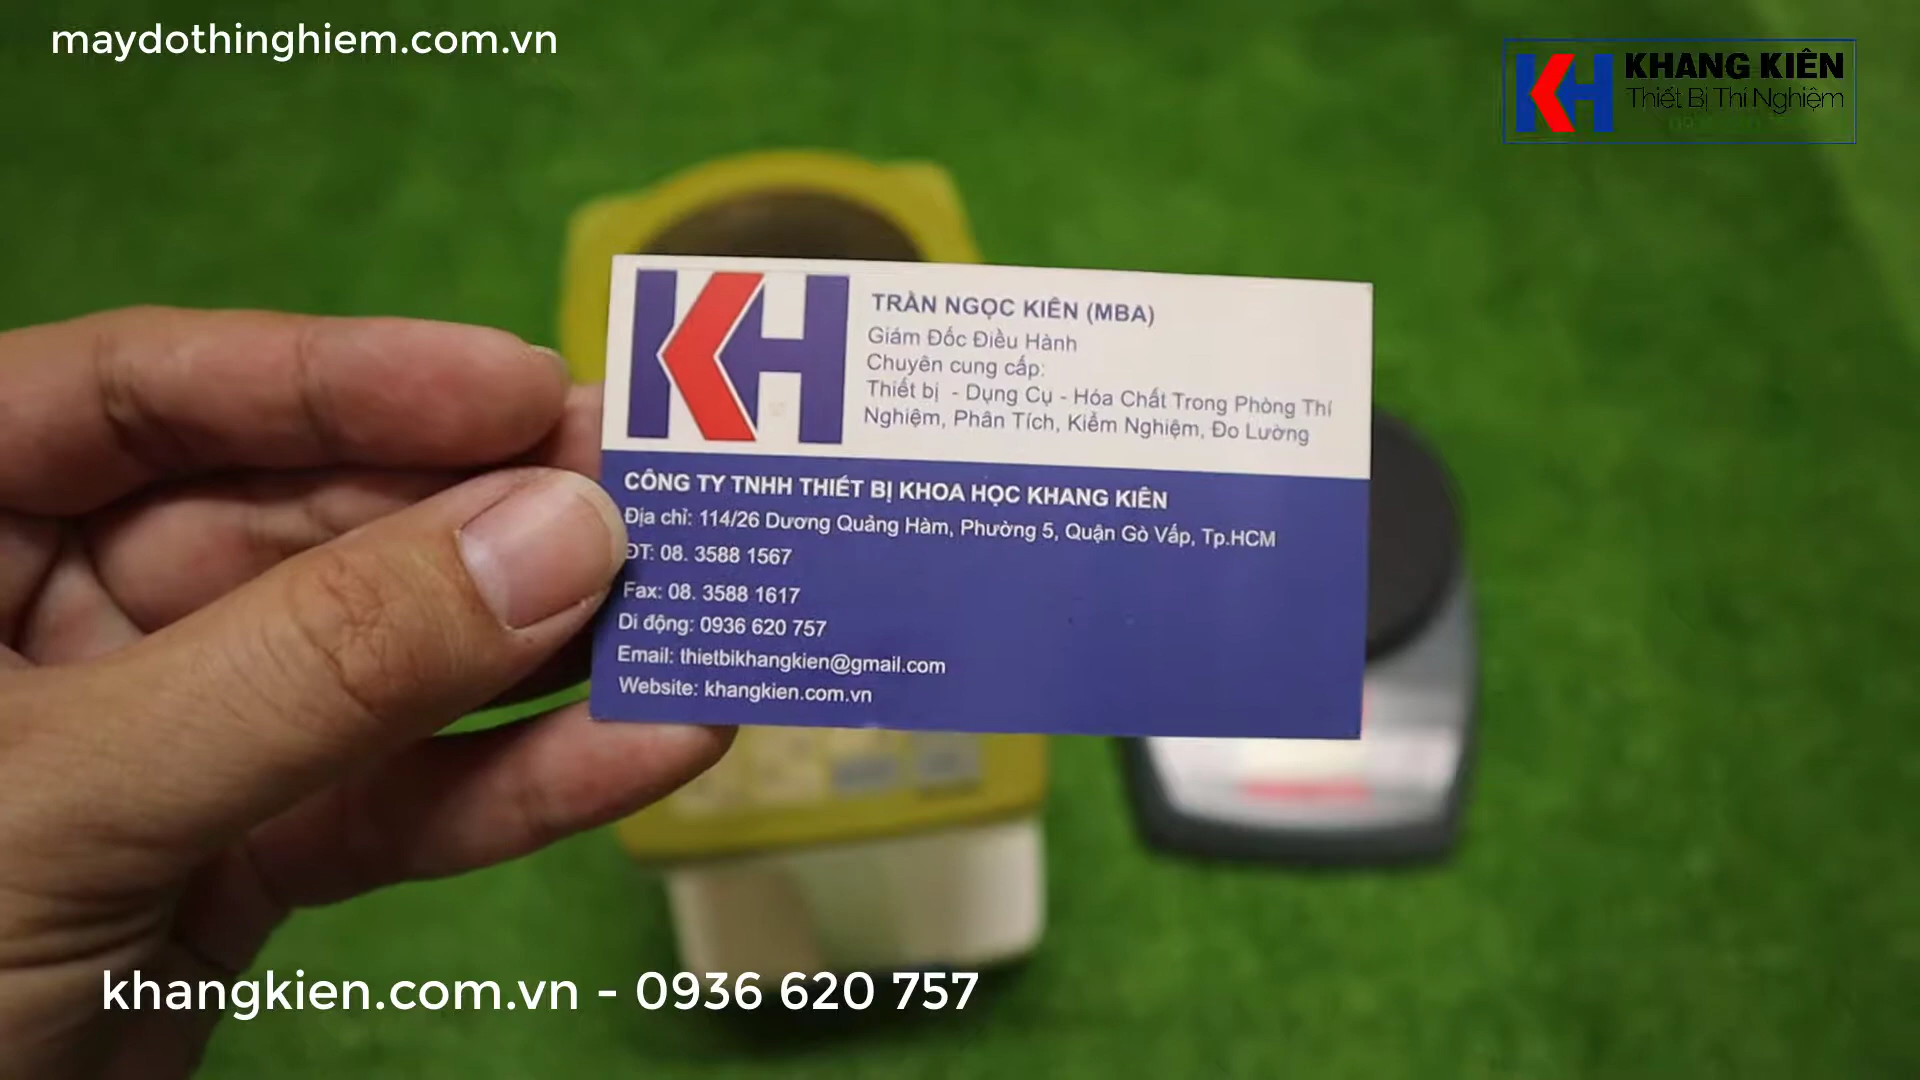 maydothinghiem.com.vn
KH KHANG KIÊN
Thiết Bị Thí Nghiệm
KH
TRẦN NGỌC KIÊN (MBA)
Giám Đốc Điều Hành
Chuyên cung cấp:
Thiết bị - Dụng Cụ - Hóa Chất Trong Phòng Thí
Nghiệm, Phân Tích, Kiểm Nghiệm, Đo Lường
CÔNG TY TNHH THIẾT BỊ KHOA HỌC KHANG KIÊN
Địa chỉ: 114/26 Dương Quảng Hàm, Phường 5, Quận Gò Vấp, Tp.HCM
ĐT: 08. 3588 1567
Fax: 08. 3588 1617
Di động: 0936 620 757
Email: thietbikhangkien@gmail.com
Website: khangkien.com.vn
khangkien.com.vn - 0936 620 757